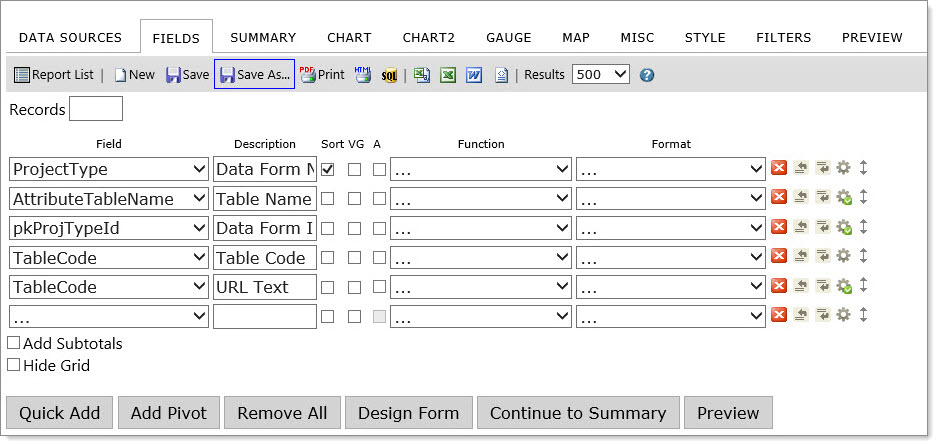 DATA SOURCES FIELDS SUMMARY CHART CHART2 GAUGE MAP MISC STYLE FILTERS PREVIEW
Report List | New Save Save As... PDF Print HTML SQL | Results 500 ?
Records
Field Description Sort VG A Function Format
ProjectType Data Form N ... ...
AttributeTableName Table Name ... ...
pkProjTypeId Data Form I ... ...
TableCode Table Code ... ...
TableCode URL Text ... ...
... ... ...
Add Subtotals
Hide Grid
Quick Add Add Pivot Remove All Design Form Continue to Summary Preview